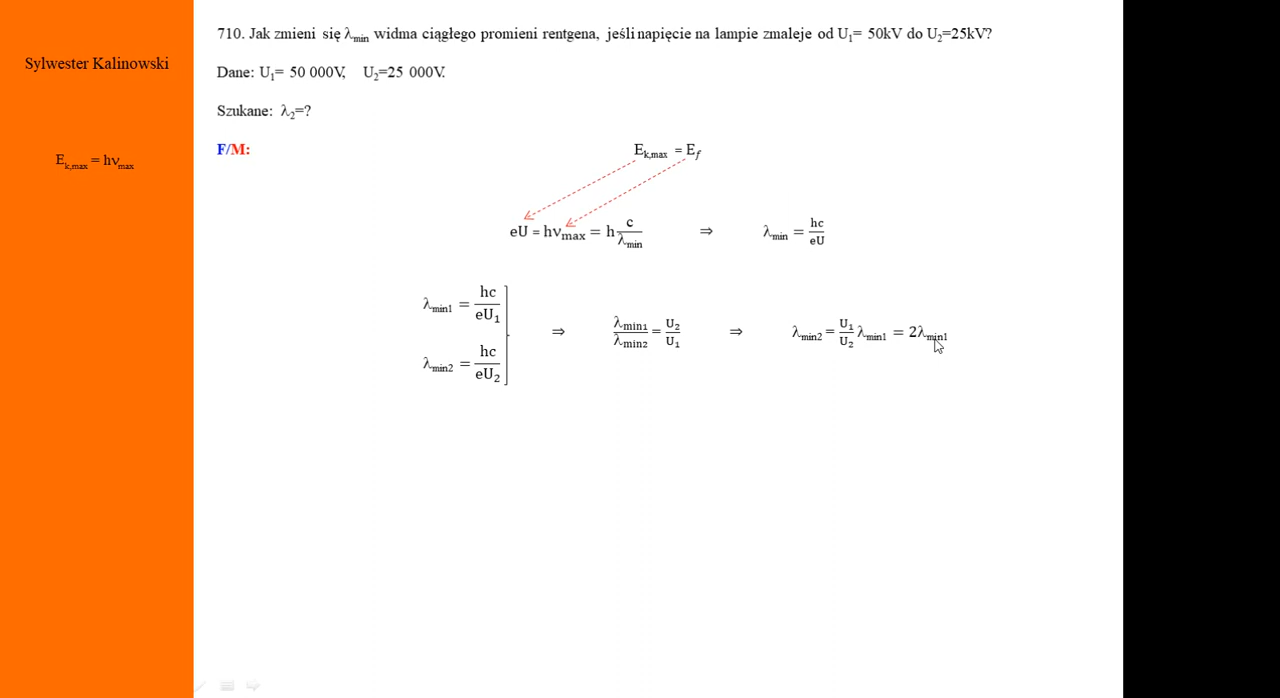 Sylwester Kalinowski
E_k,max = hν_max
710. Jak zmieni się λ_min widma ciągłego promieni rentgena, jeśli napięcie na lampie zmaleje od U₁= 50kV do U₂=25kV?
Dane: U₁= 50 000V, U₂=25 000V.
Szukane: λ₂=?
F/M:
E_k,max = E_f
eU = hν_max = h c/λ_min ⇒ λ_min = hc/eU
λ_min1 = hc/eU₁
λ_min2 = hc/eU₂
⇒ λ_min1/λ_min2 = U₂/U₁ ⇒ λ_min2 = U₁/U₂ λ_min1 = 2λ_min1